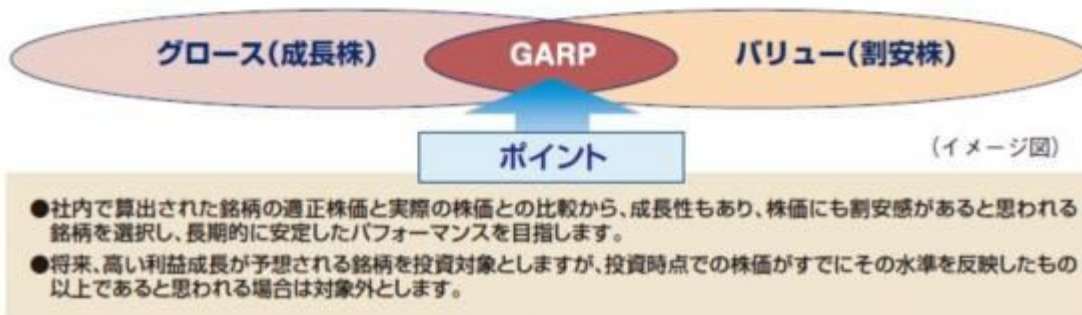 グロース(成長株)
GARP
バリュー(割安株)
ポイント
(イメージ図)
●社内で算出された銘柄の適正株価と実際の株価との比較から、成長性もあり、株価にも割安感があると思われる
銘柄を選択し、長期的に安定したパフォーマンスを目指します。
●将来、高い利益成長が予想される銘柄を投資対象としますが、投資時点での株価がすでにその水準を反映したもの
以上であると思われる場合は対象外とします。